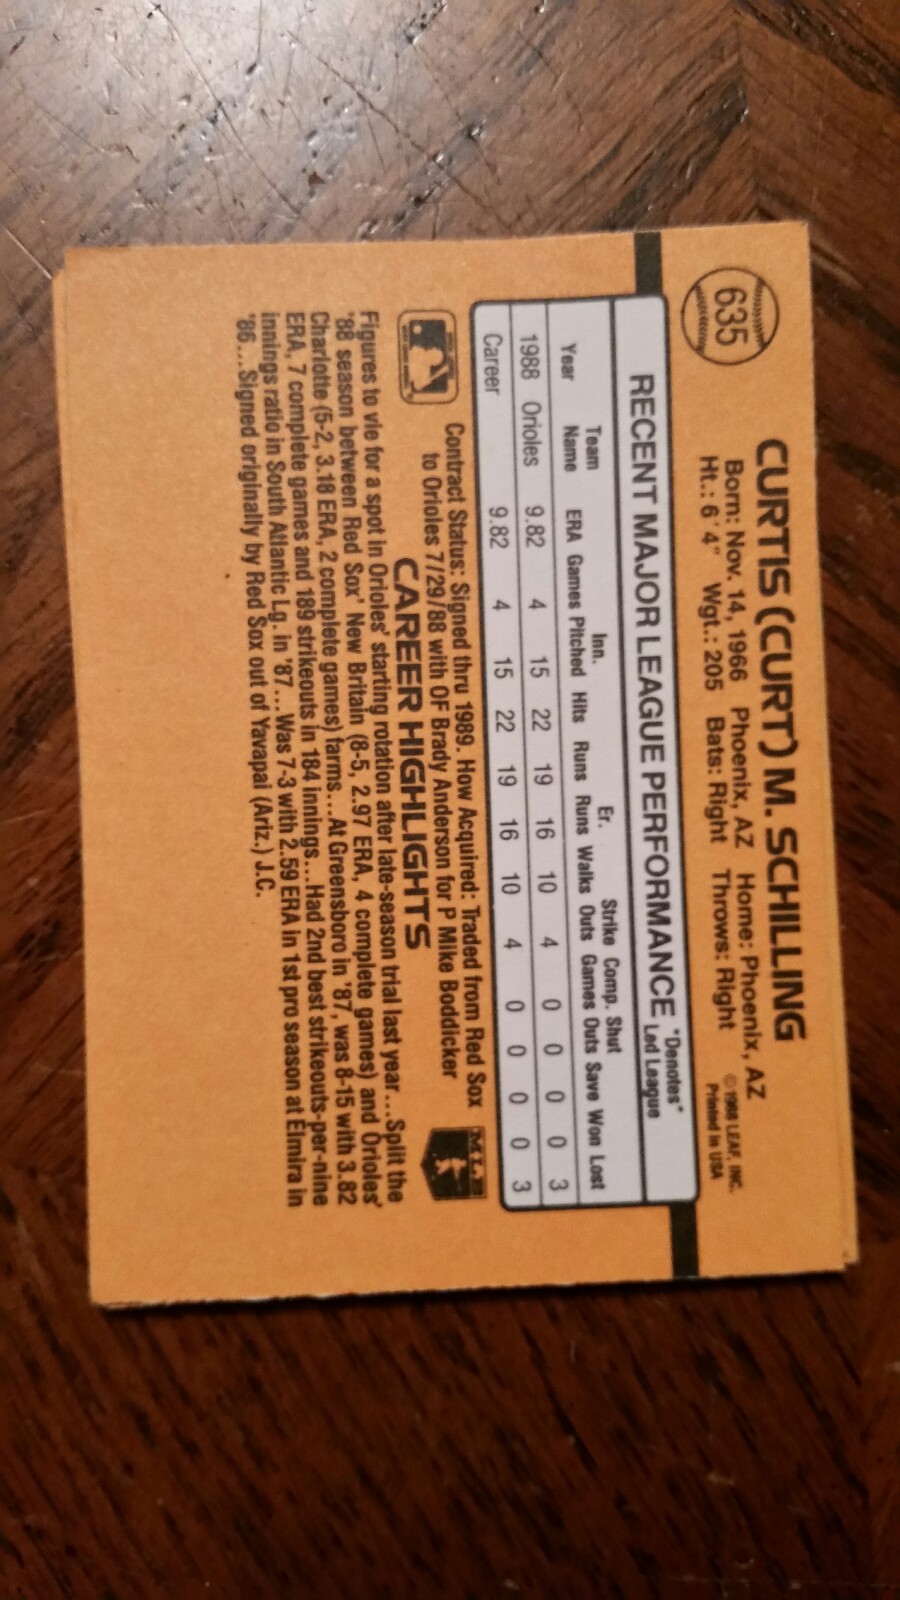 635
CURTIS (CURT) M. SCHILLING
Born: Nov. 14, 1966 Phoenix, AZ Home: Phoenix, AZ
Ht.: 6'4" Wgt.: 205 Bats: Right Throws: Right
© 1988 LEAF, INC.
Printed in USA
RECENT MAJOR LEAGUE PERFORMANCE *Denotes* Led League
Year Team Name ERA Games Inn. Pitched Hits Runs Er. Runs Walks Strike Outs Comp. Games Shut Outs Save Won Lost
1988 Orioles 9.82 4 15 22 19 16 10 4 0 0 0 0 3
Career 9.82 4 15 22 19 16 10 4 0 0 0 0 3
Contract Status: Signed thru 1989. How Acquired: Traded from Red Sox
to Orioles 7/29/88 with OF Brady Anderson for P Mike Boddicker
M.L.B
CAREER HIGHLIGHTS
Figures to vie for a spot in Orioles' starting rotation after late-season trial last year...Split the
'88 season between Red Sox' New Britain (8-5, 2.97 ERA, 4 complete games) and Orioles'
Charlotte (5-2, 3.18 ERA, 2 complete games) farms...At Greensboro in '87, was 8-15 with 3.82
ERA, 7 complete games and 189 strikeouts in 184 innings...Had 2nd best strikeouts-per-nine
innings ratio in South Atlantic Lg. in '87...Was 7-3 with 2.59 ERA in 1st pro season at Elmira in
'86...Signed originally by Red Sox out of Yavapai (Ariz.) J.C.